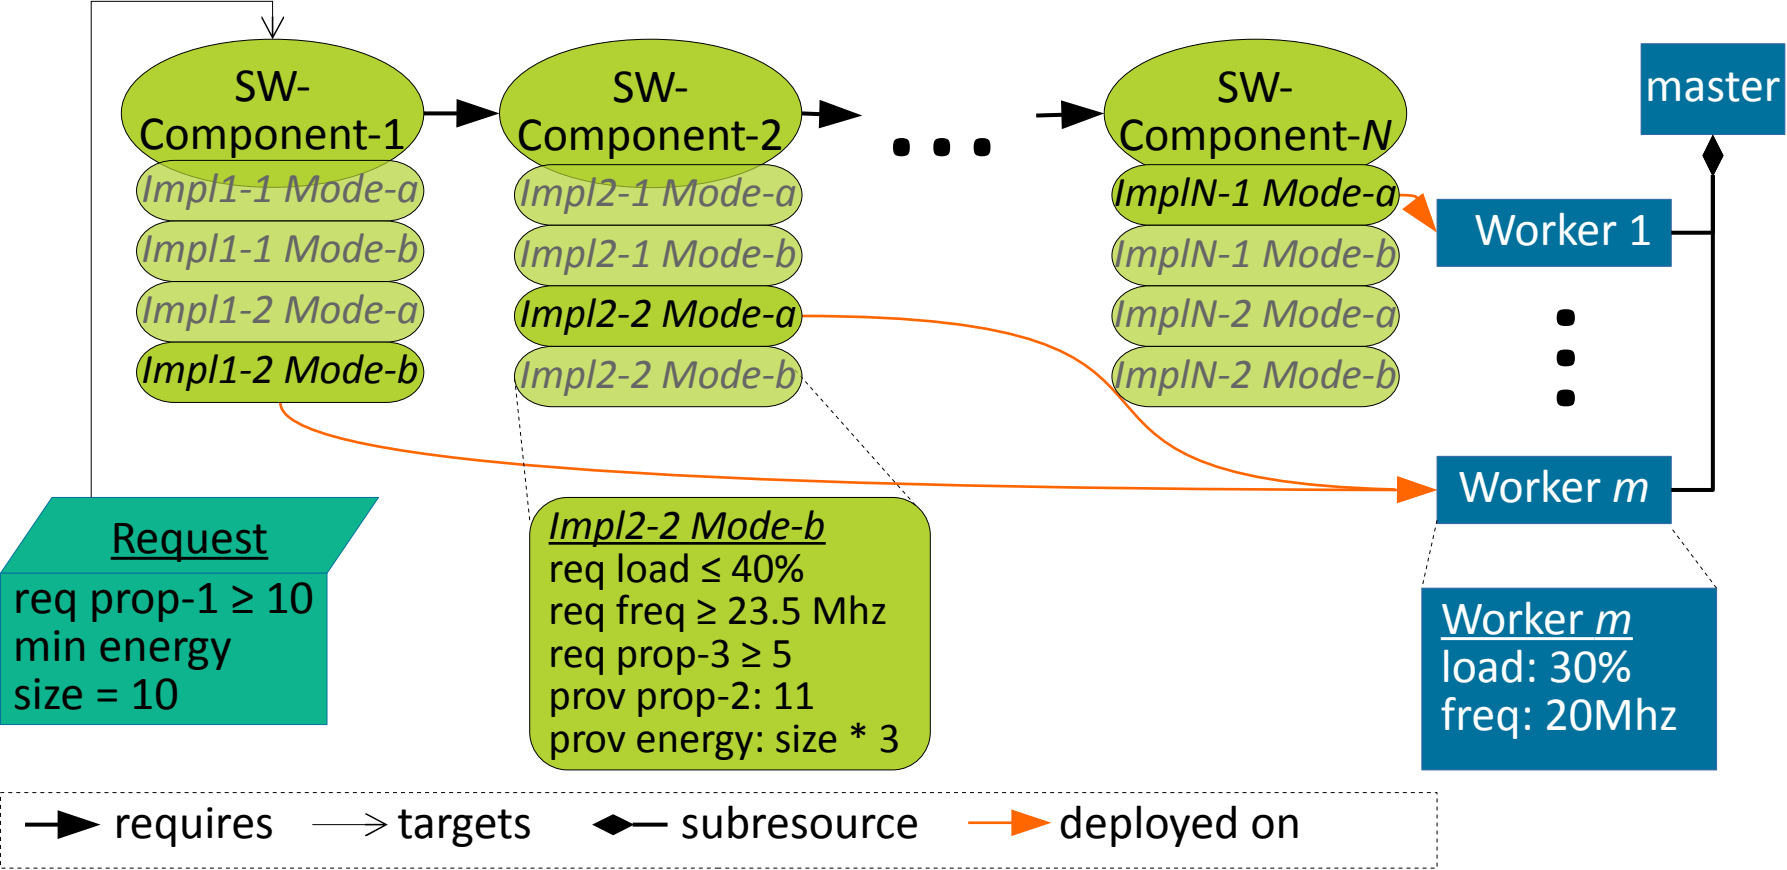 SW-
Component-1
Impl1-1 Mode-a
Impl1-1 Mode-b
Impl1-2 Mode-a
Impl1-2 Mode-b
SW-
Component-2
Impl2-1 Mode-a
Impl2-1 Mode-b
Impl2-2 Mode-a
Impl2-2 Mode-b
SW-
Component-N
ImplN-1 Mode-a
ImplN-1 Mode-b
ImplN-2 Mode-a
ImplN-2 Mode-b
master
Worker 1
Worker m
Request
req prop-1 ≥ 10
min energy
size = 10
Impl2-2 Mode-b
req load ≤ 40%
req freq ≥ 23.5 Mhz
req prop-3 ≥ 5
prov prop-2: 11
prov energy: size * 3
Worker m
load: 30%
freq: 20Mhz
requires
targets
subresource
deployed on